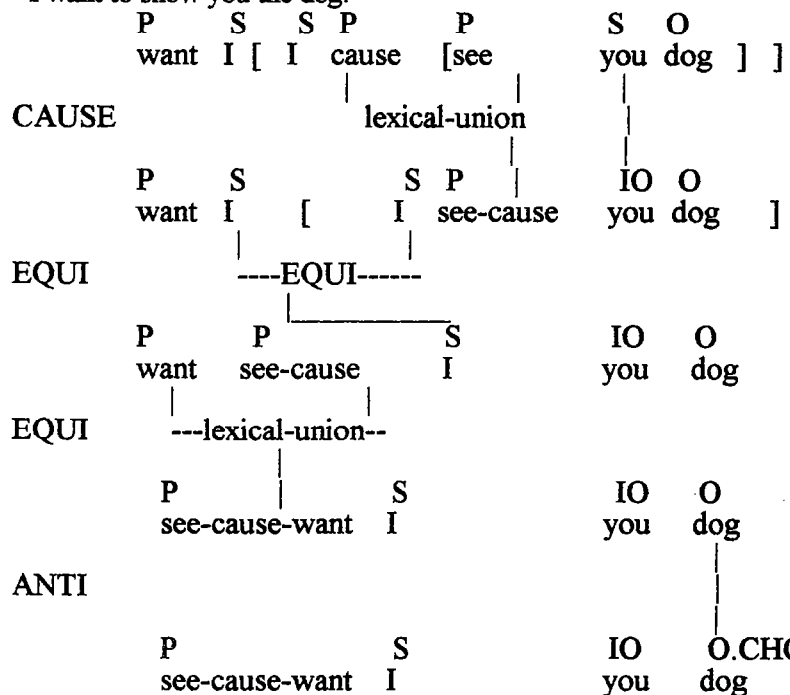 I want to show you the dog.
P S S P P S O
want I [ I cause [see you dog ] ]
CAUSE lexical-union
P S S P IO O
want I [ I see-cause you dog ]
EQUI ----EQUI------
P P S IO O
want see-cause I you dog
EQUI ---lexical-union--
P S IO O
see-cause-want I you dog
ANTI
P S IO O.CHO
see-cause-want I you dog